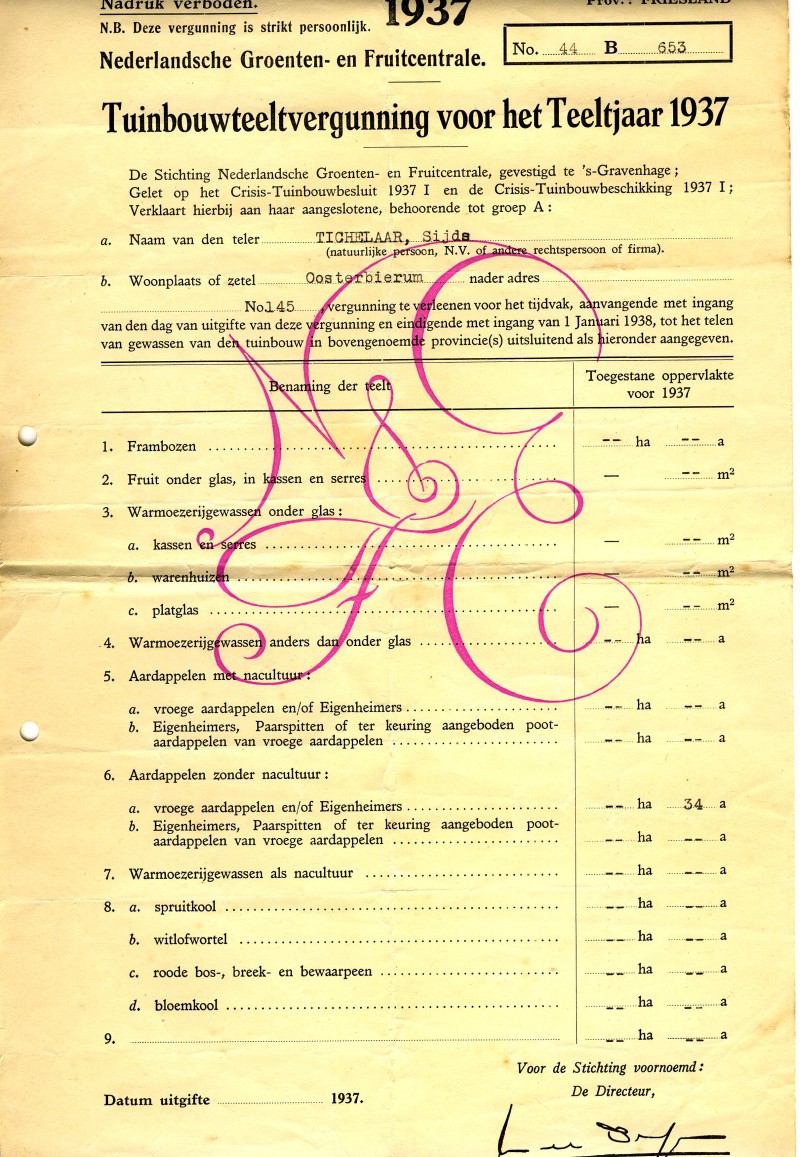 Nadruk verboden.
1937
Prov.: FRIESLAND
N.B. Deze vergunning is strikt persoonlijk.
Nederlandsche Groenten- en Fruitcentrale.
No. 44 B 653
Tuinbouwteeltvergunning voor het Teeltjaar 1937
De Stichting Nederlandsche Groenten- en Fruitcentrale, gevestigd te 's-Gravenhage;
Gelet op het Crisis-Tuinbouwbesluit 1937 I en de Crisis-Tuinbouwbeschikking 1937 I;
Verklaart hierbij aan haar aangeslotene, behoorende tot groep A:
a. Naam van den teler TICHELAAR, Sijds
(natuurlijke persoon, N.V. of andere rechtspersoon of firma).
b. Woonplaats of zetel Oosterbierum nader adres
No145, vergunning te verleenen voor het tijdvak, aanvangende met ingang
van den dag van uitgifte van deze vergunning en eindigende met ingang van 1 Januari 1938, tot het telen
van gewassen van den tuinbouw in bovengenoemde provincie(s) uitsluitend als hieronder aangegeven.
Benaming der teelt
Toegestane oppervlakte
voor 1937
1. Frambozen -- ha -- a
2. Fruit onder glas, in kassen en serres — -- m²
3. Warmoezerijgewassen onder glas:
a. kassen en serres — -- m²
b. warenhuizen — -- m²
c. platglas — -- m²
4. Warmoezerijgewassen anders dan onder glas -- ha -- a
5. Aardappelen met nacultuur:
a. vroege aardappelen en/of Eigenheimers -- ha -- a
b. Eigenheimers, Paarspitten of ter keuring aangeboden poot-
aardappelen van vroege aardappelen -- ha -- a
6. Aardappelen zonder nacultuur:
a. vroege aardappelen en/of Eigenheimers -- ha 34 a
b. Eigenheimers, Paarspitten of ter keuring aangeboden poot-
aardappelen van vroege aardappelen -- ha -- a
7. Warmoezerijgewassen als nacultuur -- ha -- a
8. a. spruitkool -- ha -- a
b. witlofwortel -- ha -- a
c. roode bos-, breek- en bewaarpeen -- ha -- a
d. bloemkool -- ha -- a
9. -- ha -- a
Voor de Stichting voornoemd:
De Directeur,
Datum uitgifte 1937.